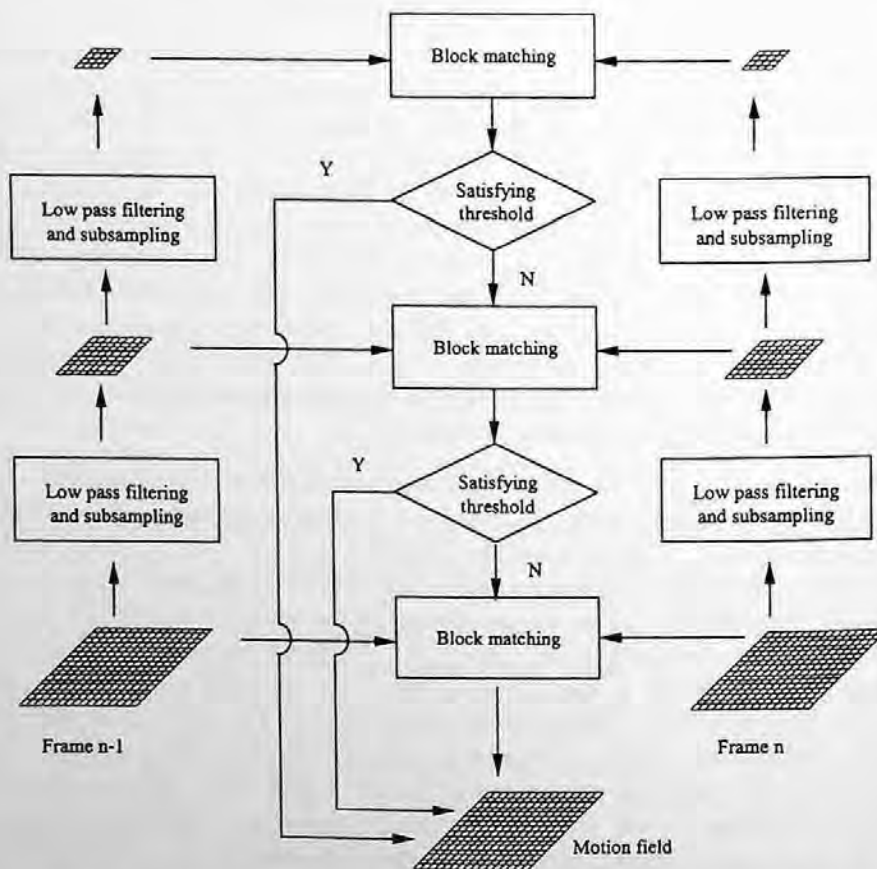 Block matching
Y
Satisfying
threshold
Low pass filtering
and subsampling
Low pass filtering
and subsampling
N
Block matching
Y
Satisfying
threshold
Low pass filtering
and subsampling
Low pass filtering
and subsampling
N
Block matching
Frame n-1
Frame n
Motion field